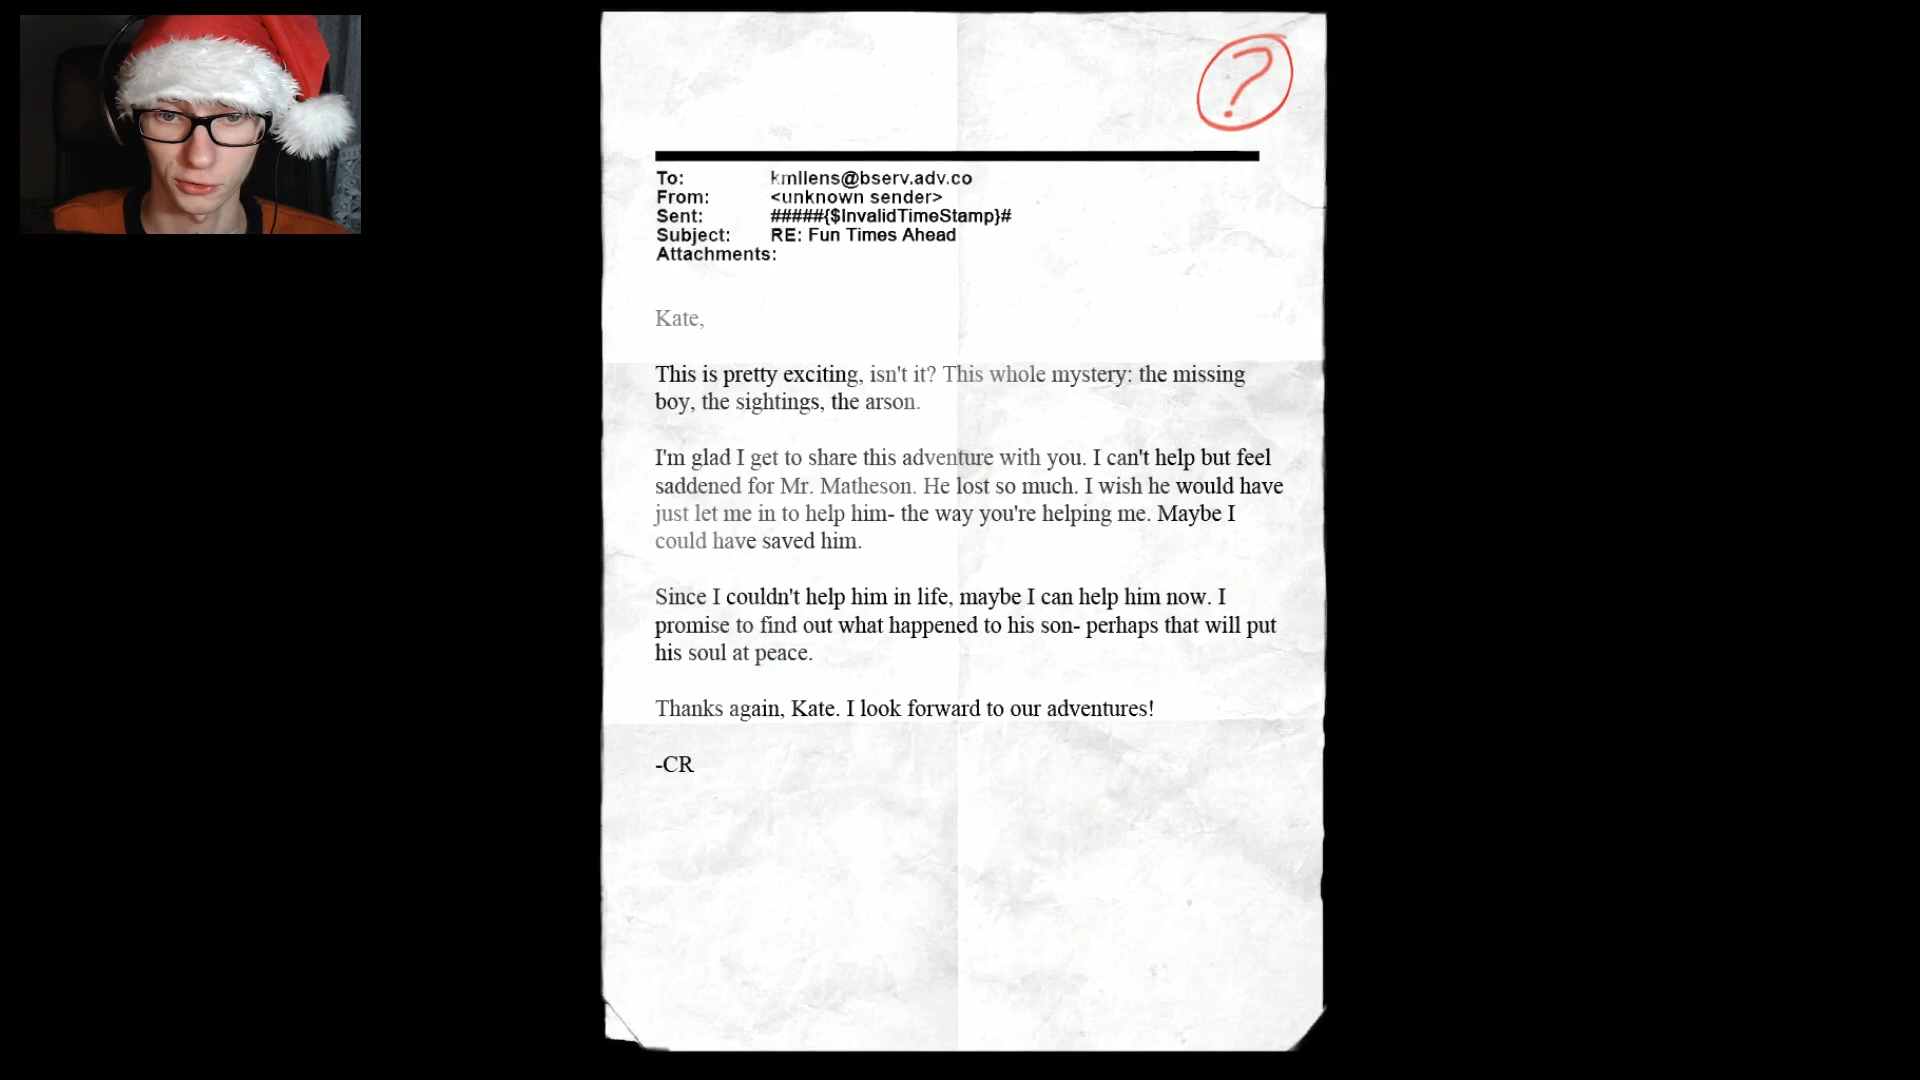 ?
To: kmllens@bserv.adv.co
From: <unknown sender>
Sent: #####{$InvalidTimeStamp}#
Subject: RE: Fun Times Ahead
Attachments:
Kate,
This is pretty exciting, isn't it? This whole mystery: the missing
boy, the sightings, the arson.
I'm glad I get to share this adventure with you. I can't help but feel
saddened for Mr. Matheson. He lost so much. I wish he would have
just let me in to help him- the way you're helping me. Maybe I
could have saved him.
Since I couldn't help him in life, maybe I can help him now. I
promise to find out what happened to his son- perhaps that will put
his soul at peace.
Thanks again, Kate. I look forward to our adventures!
-CR